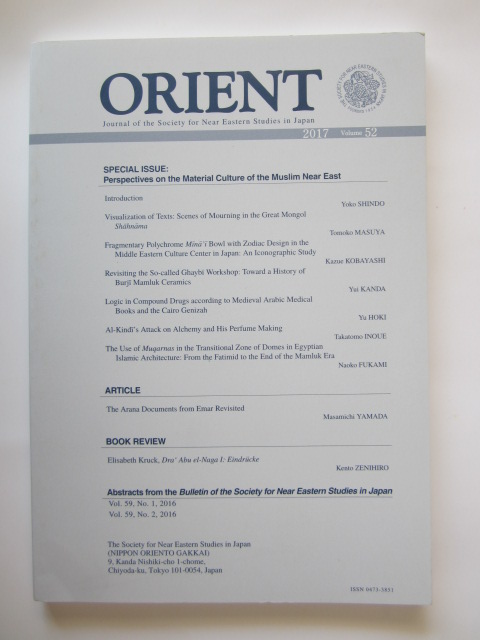 ORIENT
Journal of the Society for Near Eastern Studies in Japan
2017 Volume 52
SPECIAL ISSUE:
Perspectives on the Material Culture of the Muslim Near East
Introduction
Yoko SHINDO
Visualization of Texts: Scenes of Mourning in the Great Mongol
Shāhnāma
Tomoko MASUYA
Fragmentary Polychrome Mīnā'ī Bowl with Zodiac Design in the
Middle Eastern Culture Center in Japan: An Iconographic Study
Kazue KOBAYASHI
Revisiting the So-called Ghaybī Workshop: Toward a History of
Burjī Mamluk Ceramics
Yui KANDA
Logic in Compound Drugs according to Medieval Arabic Medical
Books and the Cairo Genizah
Yu HOKI
Al-Kindī's Attack on Alchemy and His Perfume Making
Takatomo INOUE
The Use of Muqarnas in the Transitional Zone of Domes in Egyptian
Islamic Architecture: From the Fatimid to the End of the Mamluk Era
Naoko FUKAMI
ARTICLE
The Arana Documents from Emar Revisited
Masamichi YAMADA
BOOK REVIEW
Elisabeth Kruck, Dra' Abu el-Naga I: Eindrücke
Kento ZENIHIRO
Abstracts from the Bulletin of the Society for Near Eastern Studies in Japan
Vol. 59, No. 1, 2016
Vol. 59, No. 2, 2016
The Society for Near Eastern Studies in Japan
(NIPPON ORIENTO GAKKAI)
9, Kanda Nishiki-cho 1-chome,
Chiyoda-ku, Tokyo 101-0054, Japan
ISSN 0473-3851